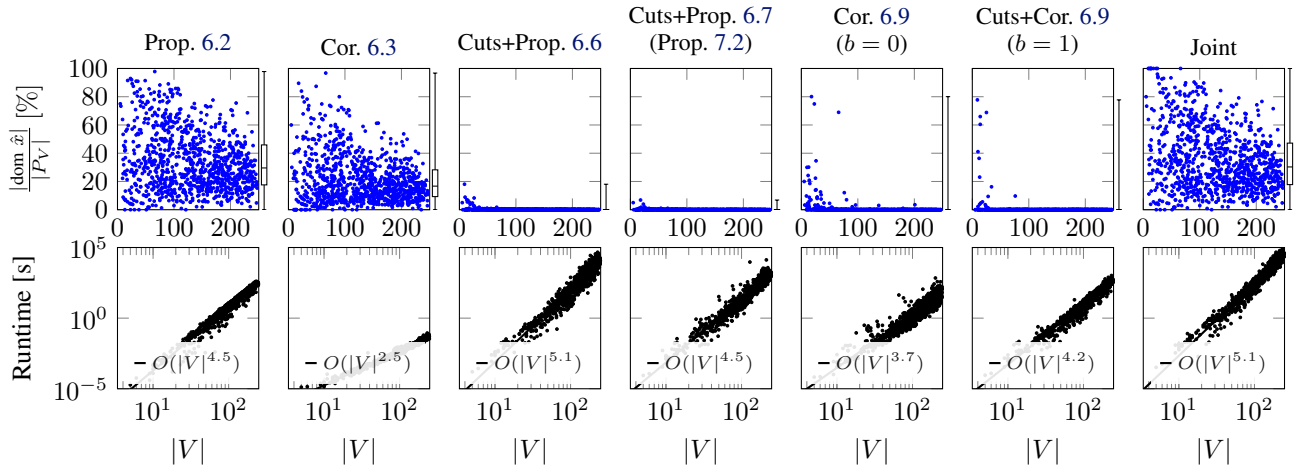 Prop. 6.2
Cor. 6.3
Cuts+Prop. 6.6
Cuts+Prop. 6.7
(Prop. 7.2)
Cor. 6.9
(b = 0)
Cuts+Cor. 6.9
(b = 1)
Joint
|dom x̂| / |P_V| [%]
100
80
60
40
20
0
0 100 200
0 100 200
0 100 200
0 100 200
0 100 200
0 100 200
0 100 200
Runtime [s]
10^5
10^0
10^−5
O(|V|^4.5)
O(|V|^2.5)
O(|V|^5.1)
O(|V|^4.5)
O(|V|^3.7)
O(|V|^4.2)
O(|V|^5.1)
10^1 10^2
10^1 10^2
10^1 10^2
10^1 10^2
10^1 10^2
10^1 10^2
10^1 10^2
|V|
|V|
|V|
|V|
|V|
|V|
|V|